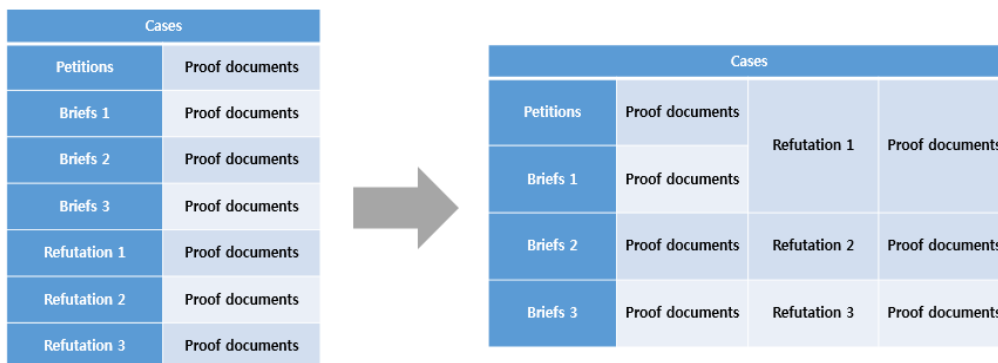 Cases
Petitions Proof documents
Briefs 1 Proof documents
Briefs 2 Proof documents
Briefs 3 Proof documents
Refutation 1 Proof documents
Refutation 2 Proof documents
Refutation 3 Proof documents
Cases
Petitions Proof documents Refutation 1 Proof documents
Briefs 1 Proof documents
Briefs 2 Proof documents Refutation 2 Proof documents
Briefs 3 Proof documents Refutation 3 Proof documents